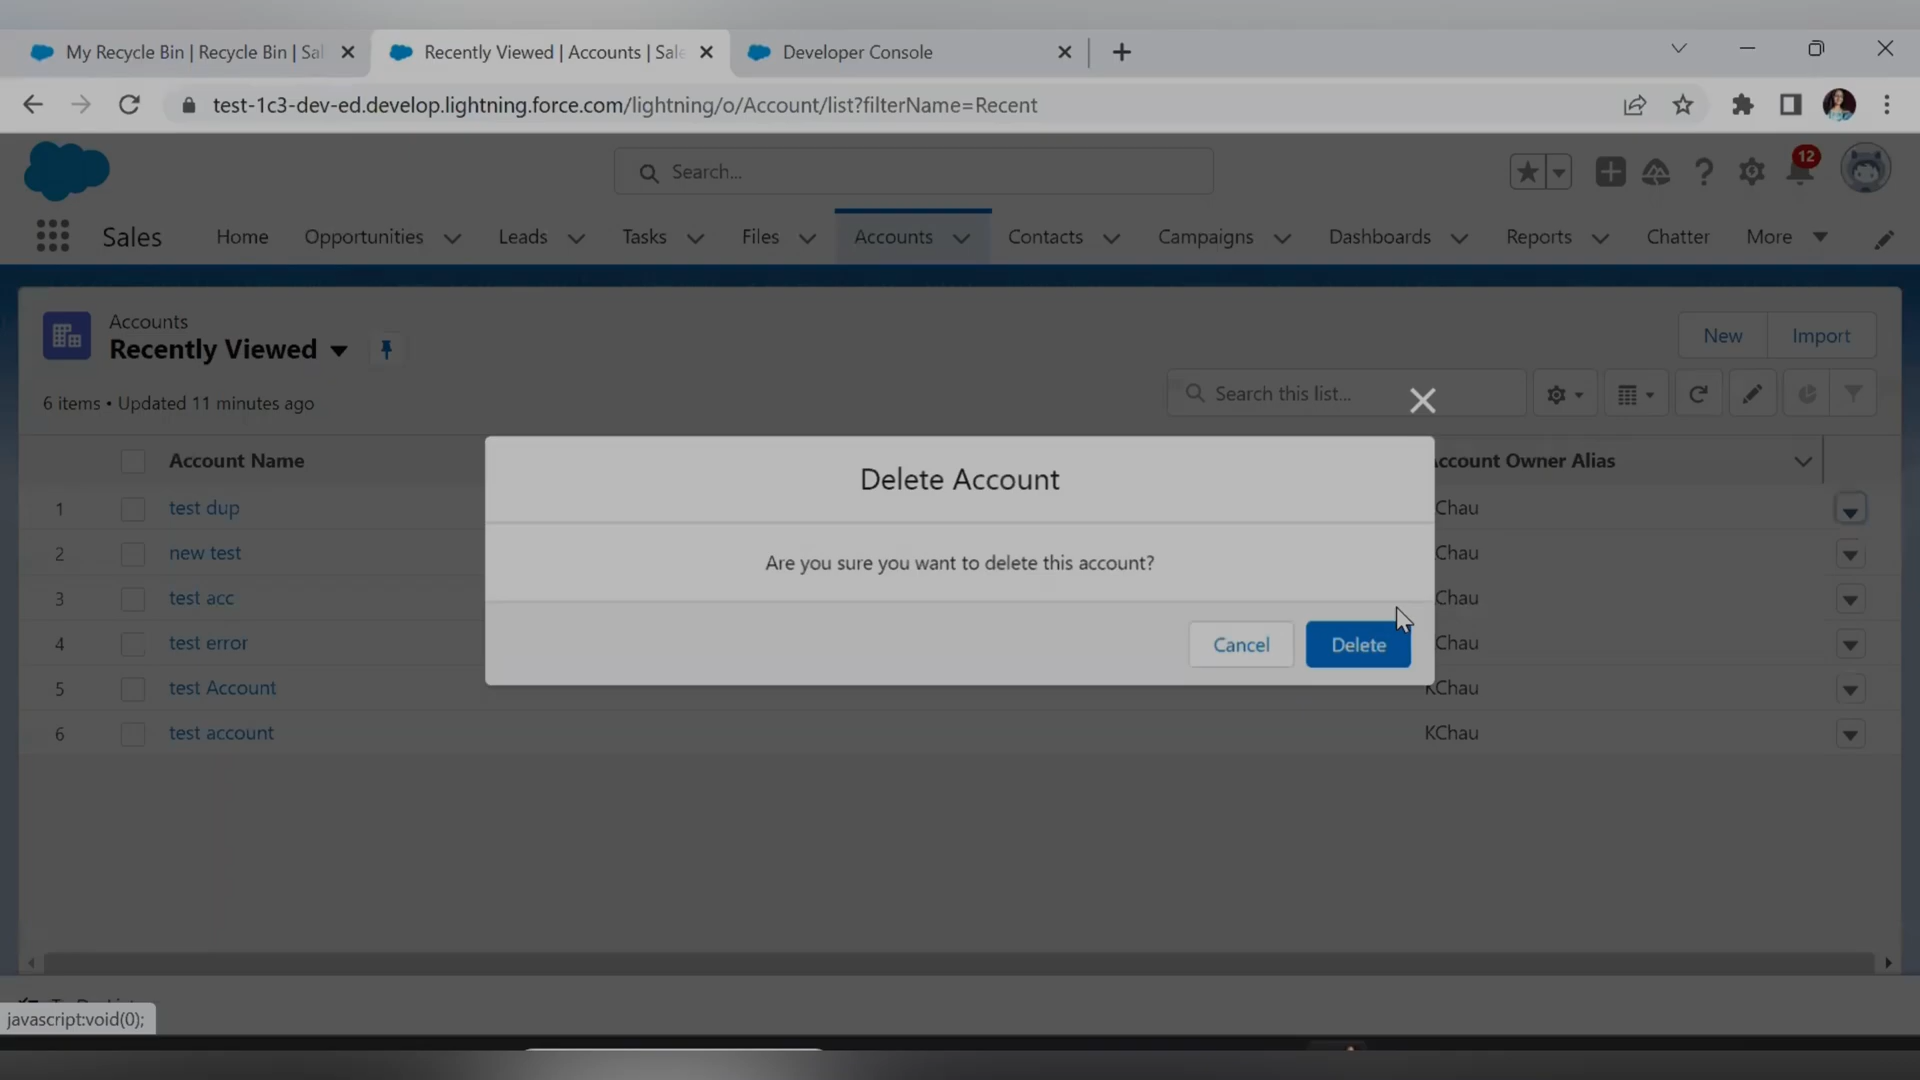 My Recycle Bin | Recycle Bin | Sal
Recently Viewed | Accounts | Sale
Developer Console
test-1c3-dev-ed.develop.lightning.force.com/lightning/o/Account/list?filterName=Recent
Search...
12
Sales
Home
Opportunities
Leads
Tasks
Files
Accounts
Contacts
Campaigns
Dashboards
Reports
Chatter
More
Accounts
Recently Viewed
New
Import
6 items • Updated 11 minutes ago
Search this list...
Account Name
Account Owner Alias
1 test dup Chau
2 new test Chau
3 test acc Chau
4 test error Chau
5 test Account KChau
6 test account KChau
Delete Account
Are you sure you want to delete this account?
Cancel
Delete
javascript:void(0);